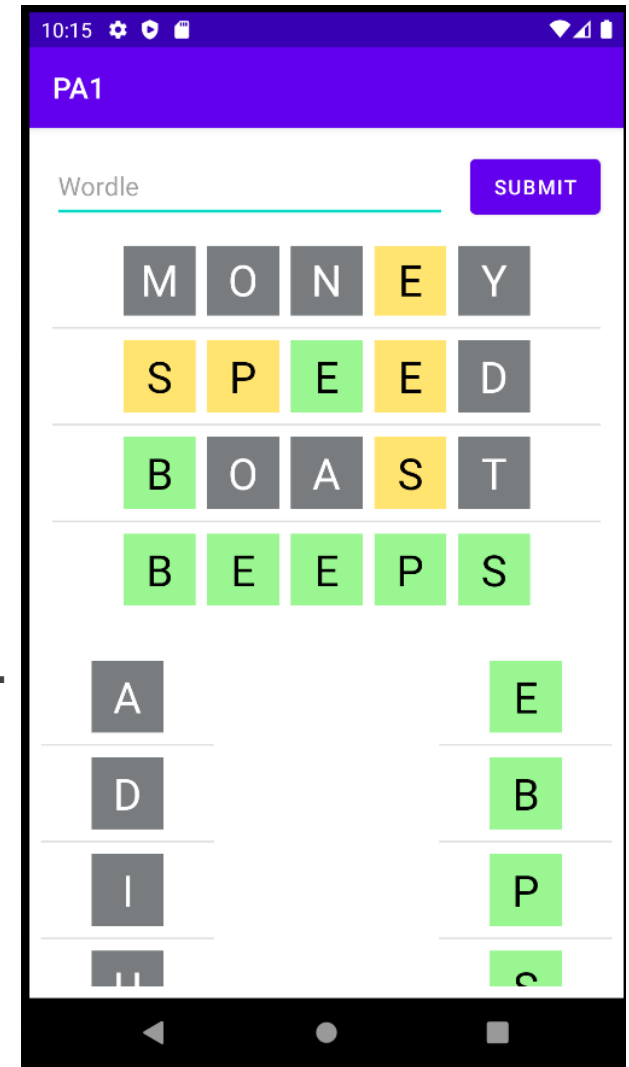 10:15
PA1
Wordle SUBMIT
M O N E Y
S P E E D
B O A S T
B E E P S
A E
D B
I P
S